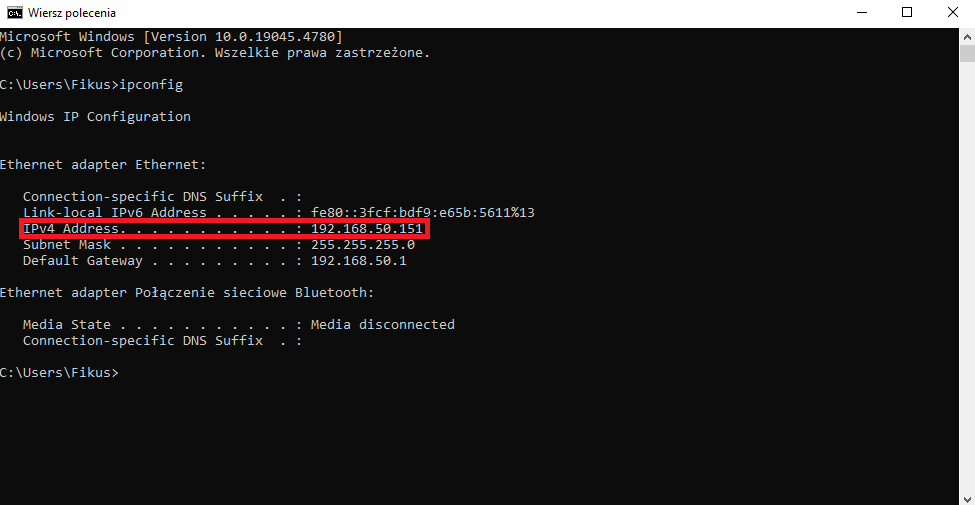 Wiersz polecenia
Microsoft Windows [Version 10.0.19045.4780]
(c) Microsoft Corporation. Wszelkie prawa zastrzeżone.
C:\Users\Fikus>ipconfig
Windows IP Configuration
Ethernet adapter Ethernet:
Connection-specific DNS Suffix  . :
Link-local IPv6 Address . . . . . : fe80::3fcf:bdf9:e65b:5611%13
IPv4 Address. . . . . . . . . . . : 192.168.50.151
Subnet Mask . . . . . . . . . . . : 255.255.255.0
Default Gateway . . . . . . . . . : 192.168.50.1
Ethernet adapter Połączenie sieciowe Bluetooth:
Media State . . . . . . . . . . . : Media disconnected
Connection-specific DNS Suffix  . :
C:\Users\Fikus>